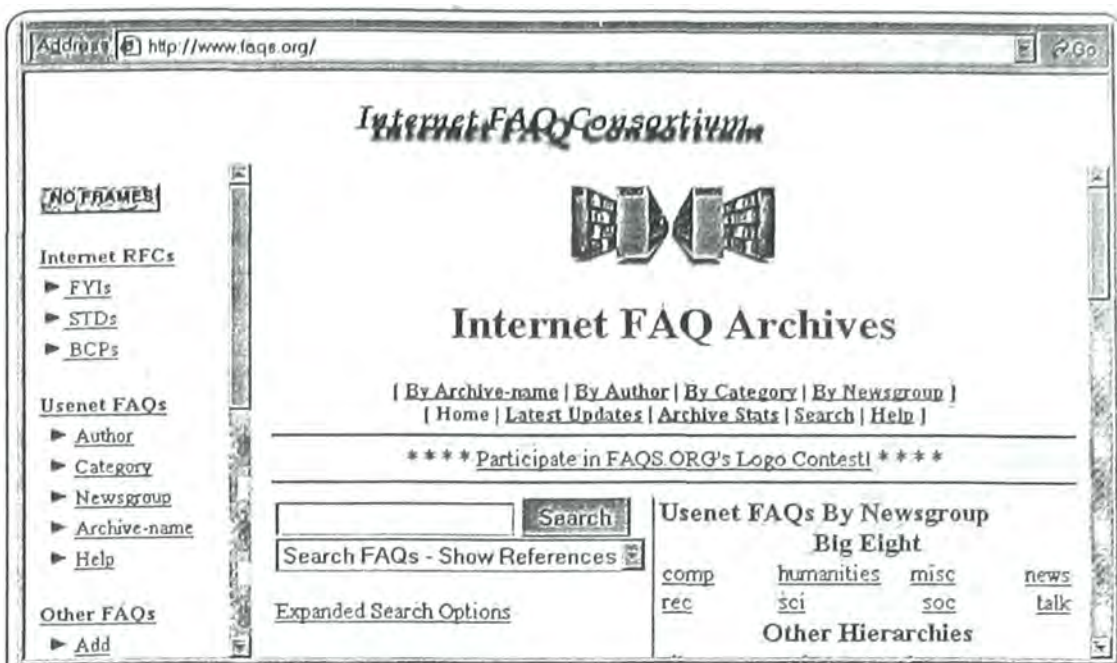 Address http://www.faqs.org/ Go
Internet FAQ Consortium
NO FRAMES
Internet RFCs
FYIs
STDs
BCPs
Usenet FAQs
Author
Category
Newsgroup
Archive-name
Help
Other FAQs
Add
Internet FAQ Archives
[ By Archive-name | By Author | By Category | By Newsgroup ]
[ Home | Latest Updates | Archive Stats | Search | Help ]
* * * * Participate in FAQS.ORG's Logo Contest! * * * *
Search
Search FAQs - Show References
Expanded Search Options
Usenet FAQs By Newsgroup
Big Eight
comp humanities misc news
rec sci soc talk
Other Hierarchies